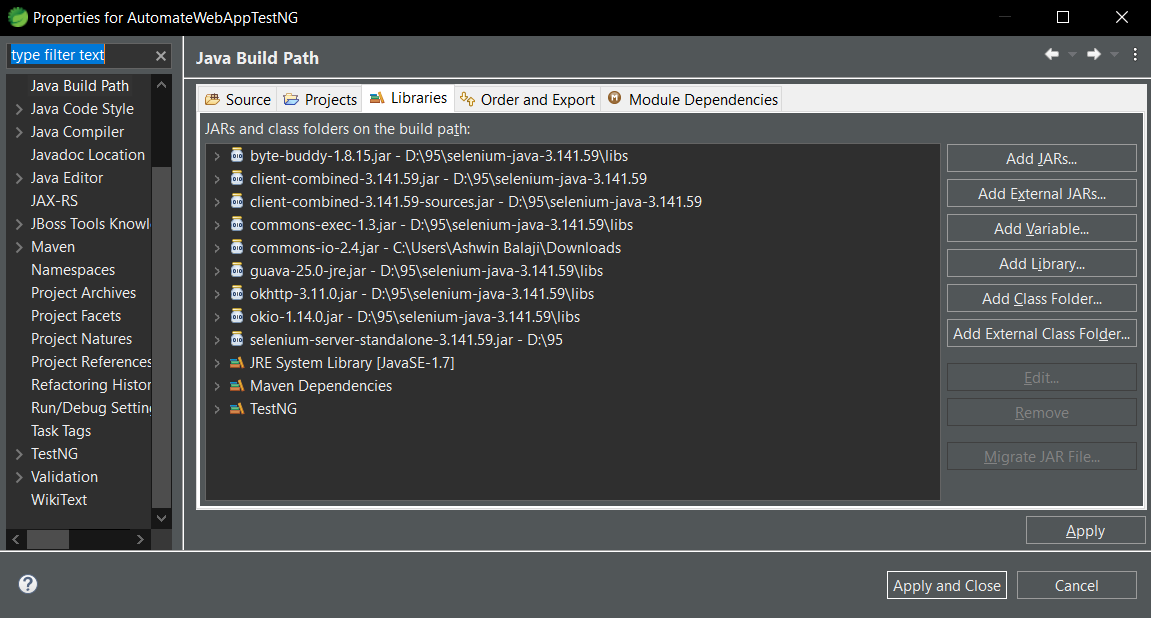 Properties for AutomateWebAppTestNG
type filter text
Java Build Path
Java Code Style
Java Compiler
Javadoc Location
Java Editor
JAX-RS
JBoss Tools Knowl
Maven
Namespaces
Project Archives
Project Facets
Project Natures
Project References
Refactoring Histor
Run/Debug Setting
Task Tags
TestNG
Validation
WikiText
Java Build Path
Source Projects Libraries Order and Export M Module Dependencies
JARs and class folders on the build path:
byte-buddy-1.8.15.jar - D:\95\selenium-java-3.141.59\libs
client-combined-3.141.59.jar - D:\95\selenium-java-3.141.59
client-combined-3.141.59-sources.jar - D:\95\selenium-java-3.141.59
commons-exec-1.3.jar - D:\95\selenium-java-3.141.59\libs
commons-io-2.4.jar - C:\Users\Ashwin Balaji\Downloads
guava-25.0-jre.jar - D:\95\selenium-java-3.141.59\libs
okhttp-3.11.0.jar - D:\95\selenium-java-3.141.59\libs
okio-1.14.0.jar - D:\95\selenium-java-3.141.59\libs
selenium-server-standalone-3.141.59.jar - D:\95
JRE System Library [JavaSE-1.7]
Maven Dependencies
TestNG
Add JARs...
Add External JARs...
Add Variable...
Add Library...
Add Class Folder...
Add External Class Folder...
Edit...
Remove
Migrate JAR File...
Apply
?
Apply and Close
Cancel